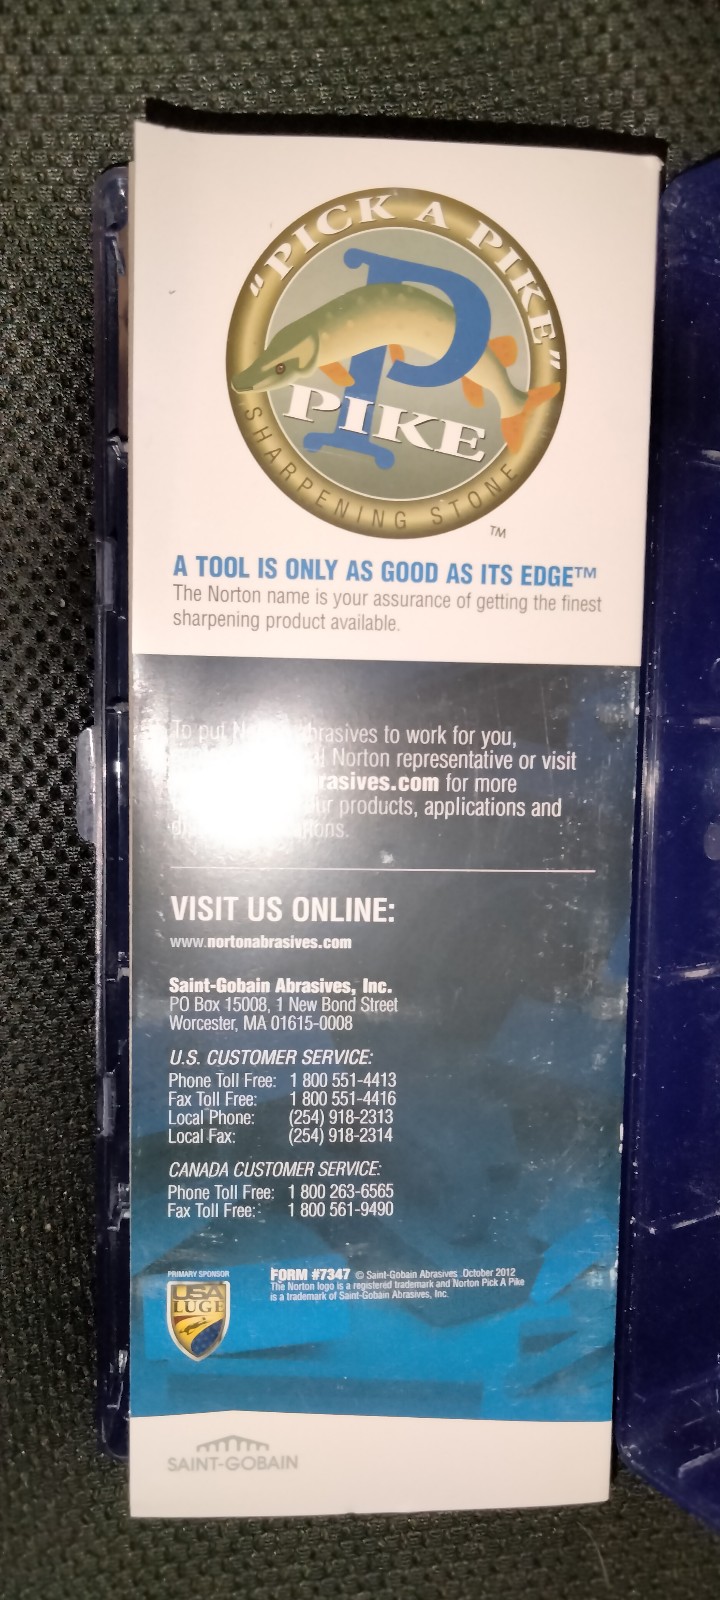 "PICK A PIKE"
PIKE
SHARPENING STONE
TM
A TOOL IS ONLY AS GOOD AS ITS EDGE™
The Norton name is your assurance of getting the finest
sharpening product available.
To put Norton Abrasives to work for you,
Norton representative or visit
rasives.com for more
our products, applications and
VISIT US ONLINE:
www.nortonabrasives.com
Saint-Gobain Abrasives, Inc.
PO Box 15008, 1 New Bond Street
Worcester, MA 01615-0008
U.S. CUSTOMER SERVICE:
Phone Toll Free: 1 800 551-4413
Fax Toll Free: 1 800 551-4416
Local Phone: (254) 918-2313
Local Fax: (254) 918-2314
CANADA CUSTOMER SERVICE:
Phone Toll Free: 1 800 263-6565
Fax Toll Free: 1 800 561-9490
PRIMARY SPONSOR
USA
LUGE
FORM #7347 © Saint-Gobain Abrasives October 2012
The Norton logo is a registered trademark and Norton Pick A Pike
is a trademark of Saint-Gobain Abrasives, Inc.
SAINT-GOBAIN